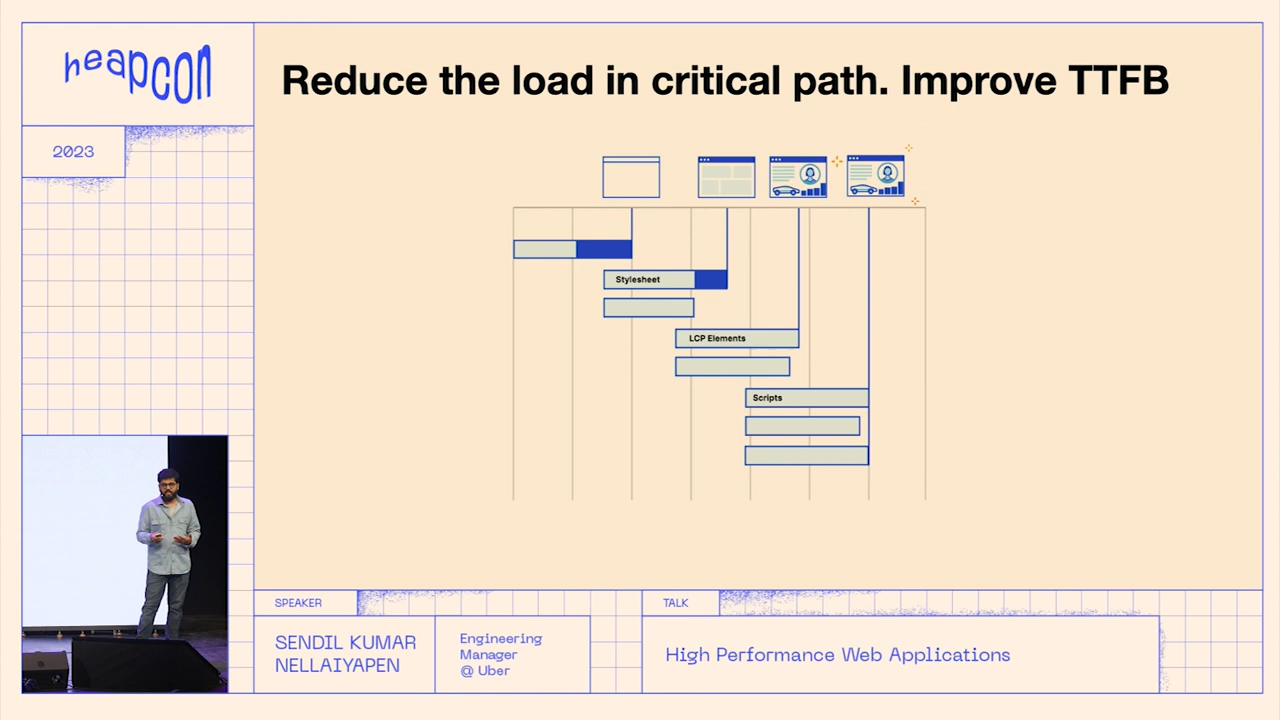 heapcon
2023
Reduce the load in critical path. Improve TTFB
Stylesheet
LCP Elements
Scripts
SPEAKER
SENDIL KUMAR
NELLAIYAPEN
Engineering
Manager
@ Uber
TALK
High Performance Web Applications